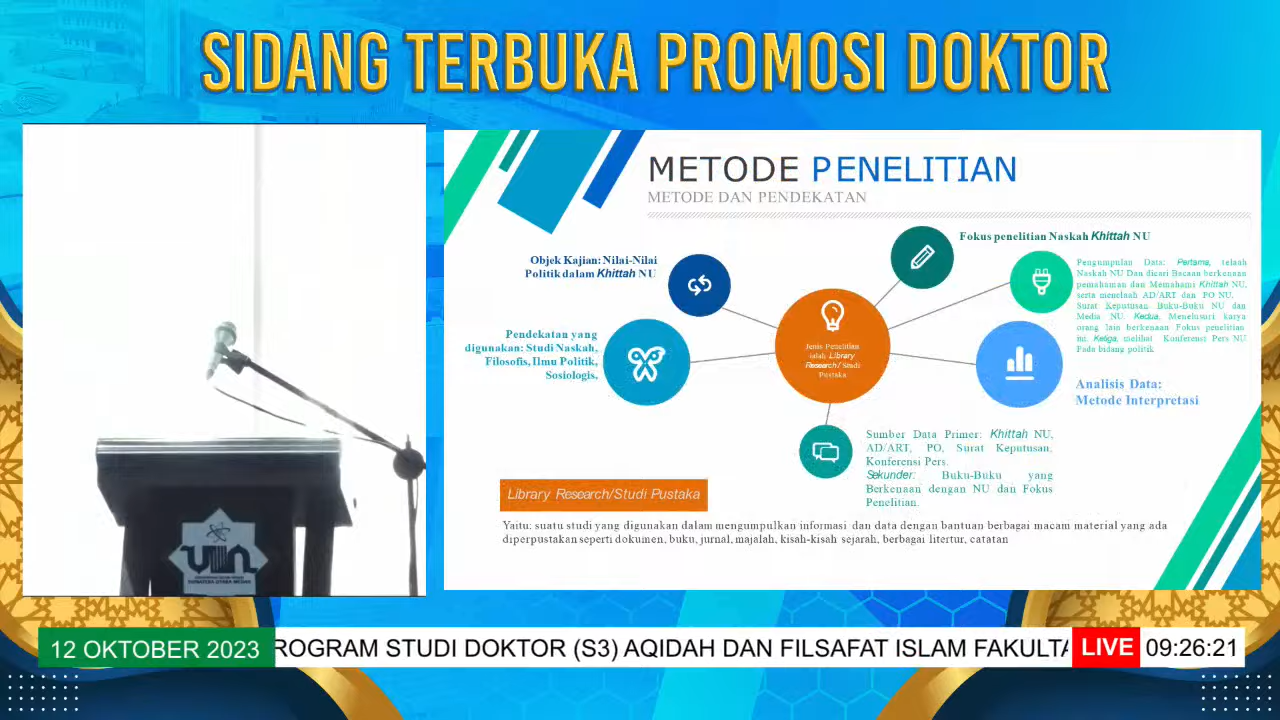 SIDANG TERBUKA PROMOSI DOKTOR
METODE PENELITIAN
METODE DAN PENDEKATAN
Objek Kajian: Nilai-Nilai
Politik dalam Khittah NU
Pendekatan yang
digunakan: Studi Naskah,
Filosofis, Ilmu Politik,
Sosiologis,
Jenis Penelitian
ialah Library
Research/ Studi
Pustaka
Fokus penelitian Naskah Khittah NU
Pengumpulan Data: Pertama, telaah
Naskah NU Dan dicari Bacaan berkenaan
pemahaman dan Memahami Khittah NU,
serta menelaah AD/ART dan PO NU.
Surat Keputusan Buku-Buku NU dan
Media NU. Kedua, Menelusuri karya
orang lain berkenaan Fokus penelitian
ini. Ketiga, melihat Konferensi Pers NU
Pada bidang politik
Analisis Data:
Metode Interpretasi
Sumber Data Primer: Khittah NU,
AD/ART, PO, Surat Keputusan,
Konferensi Pers.
Sekunder: Buku-Buku yang
Berkenaan dengan NU dan Fokus
Penelitian.
Library Research/Studi Pustaka
Yaitu: suatu studi yang digunakan dalam mengumpulkan informasi dan data dengan bantuan berbagai macam material yang ada
diperpustakan seperti dokumen, buku, jurnal, majalah, kisah-kisah sejarah, berbagai litertur, catatan
SUMATERA UTARA MEDAN
12 OKTOBER 2023 ROGRAM STUDI DOKTOR (S3) AQIDAH DAN FILSAFAT ISLAM FAKULTA LIVE 09:26:21